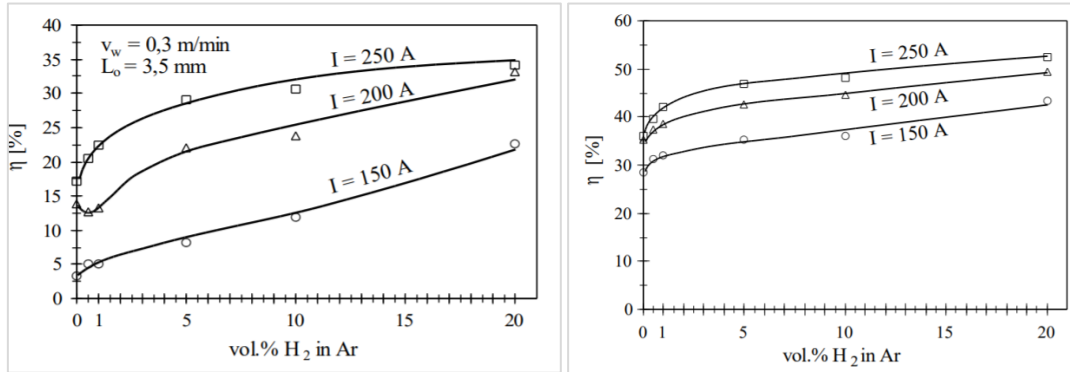 40
35
30
25
20
15
10
5
0
η [%]
v_w = 0,3 m/min
L_o = 3,5 mm
I = 250 A
I = 200 A
I = 150 A
0 1 5 10 15 20
vol.% H₂ in Ar
60
50
40
30
20
10
0
η [%]
I = 250 A
I = 200 A
I = 150 A
0 1 5 10 15 20
vol.% H₂ in Ar